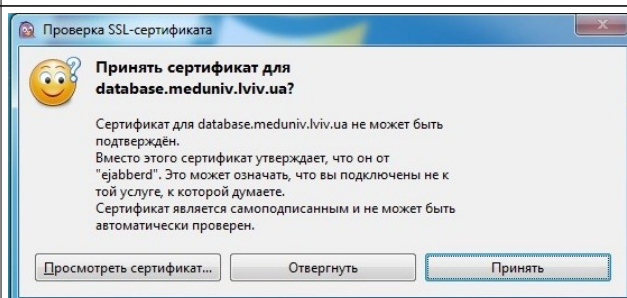 Проверка SSL-сертификата
Принять сертификат для
database.meduniv.lviv.ua?
Сертификат для database.meduniv.lviv.ua не может быть
подтверждён.
Вместо этого сертификат утверждает, что он от
"ejabberd". Это может означать, что вы подключены не к
той услуге, к которой думаете.
Сертификат является самоподписанным и не может быть
автоматически проверен.
Просмотреть сертификат... Отвергнуть Принять